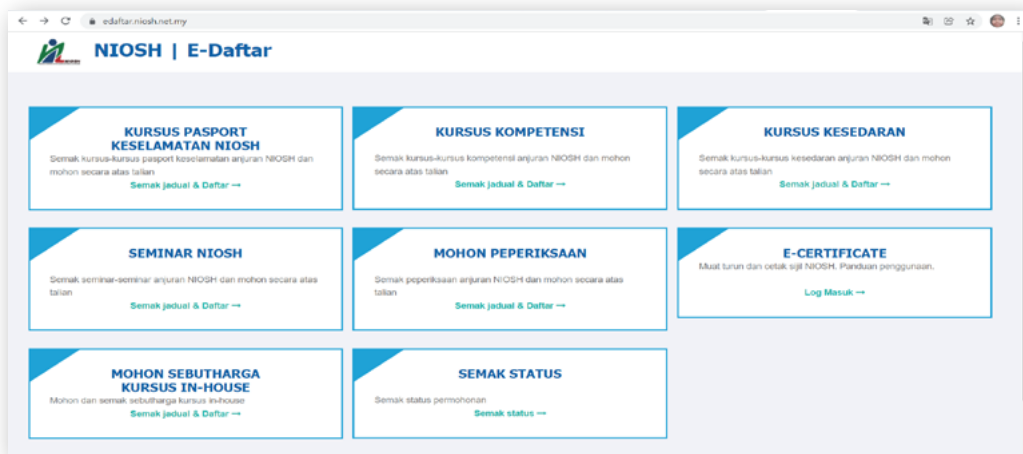 edaftar.niosh.net.my
NIOSH | E-Daftar
KURSUS PASPORT
KESELAMATAN NIOSH
Semak kursus-kursus pasport keselamatan anjuran NIOSH dan
mohon secara atas talian
Semak jadual & Daftar →
KURSUS KOMPETENSI
Semak kursus-kursus kompetensi anjuran NIOSH dan mohon
secara atas talian
Semak jadual & Daftar →
KURSUS KESEDARAN
Semak kursus-kursus kesedaran anjuran NIOSH dan mohon
secara atas talian
Semak jadual & Daftar →
SEMINAR NIOSH
Semak seminar-seminar anjuran NIOSH dan mohon secara atas
talian
Semak jadual & Daftar →
MOHON PEPERIKSAAN
Semak peperiksaan anjuran NIOSH dan mohon secara atas
talian
Semak jadual & Daftar →
E-CERTIFICATE
Muat turun dan cetak sijil NIOSH. Panduan penggunaan.
Log Masuk →
MOHON SEBUTHARGA
KURSUS IN-HOUSE
Mohon dan semak sebutharga kursus in-house
Semak jadual & Daftar →
SEMAK STATUS
Semak status permohonan
Semak status →